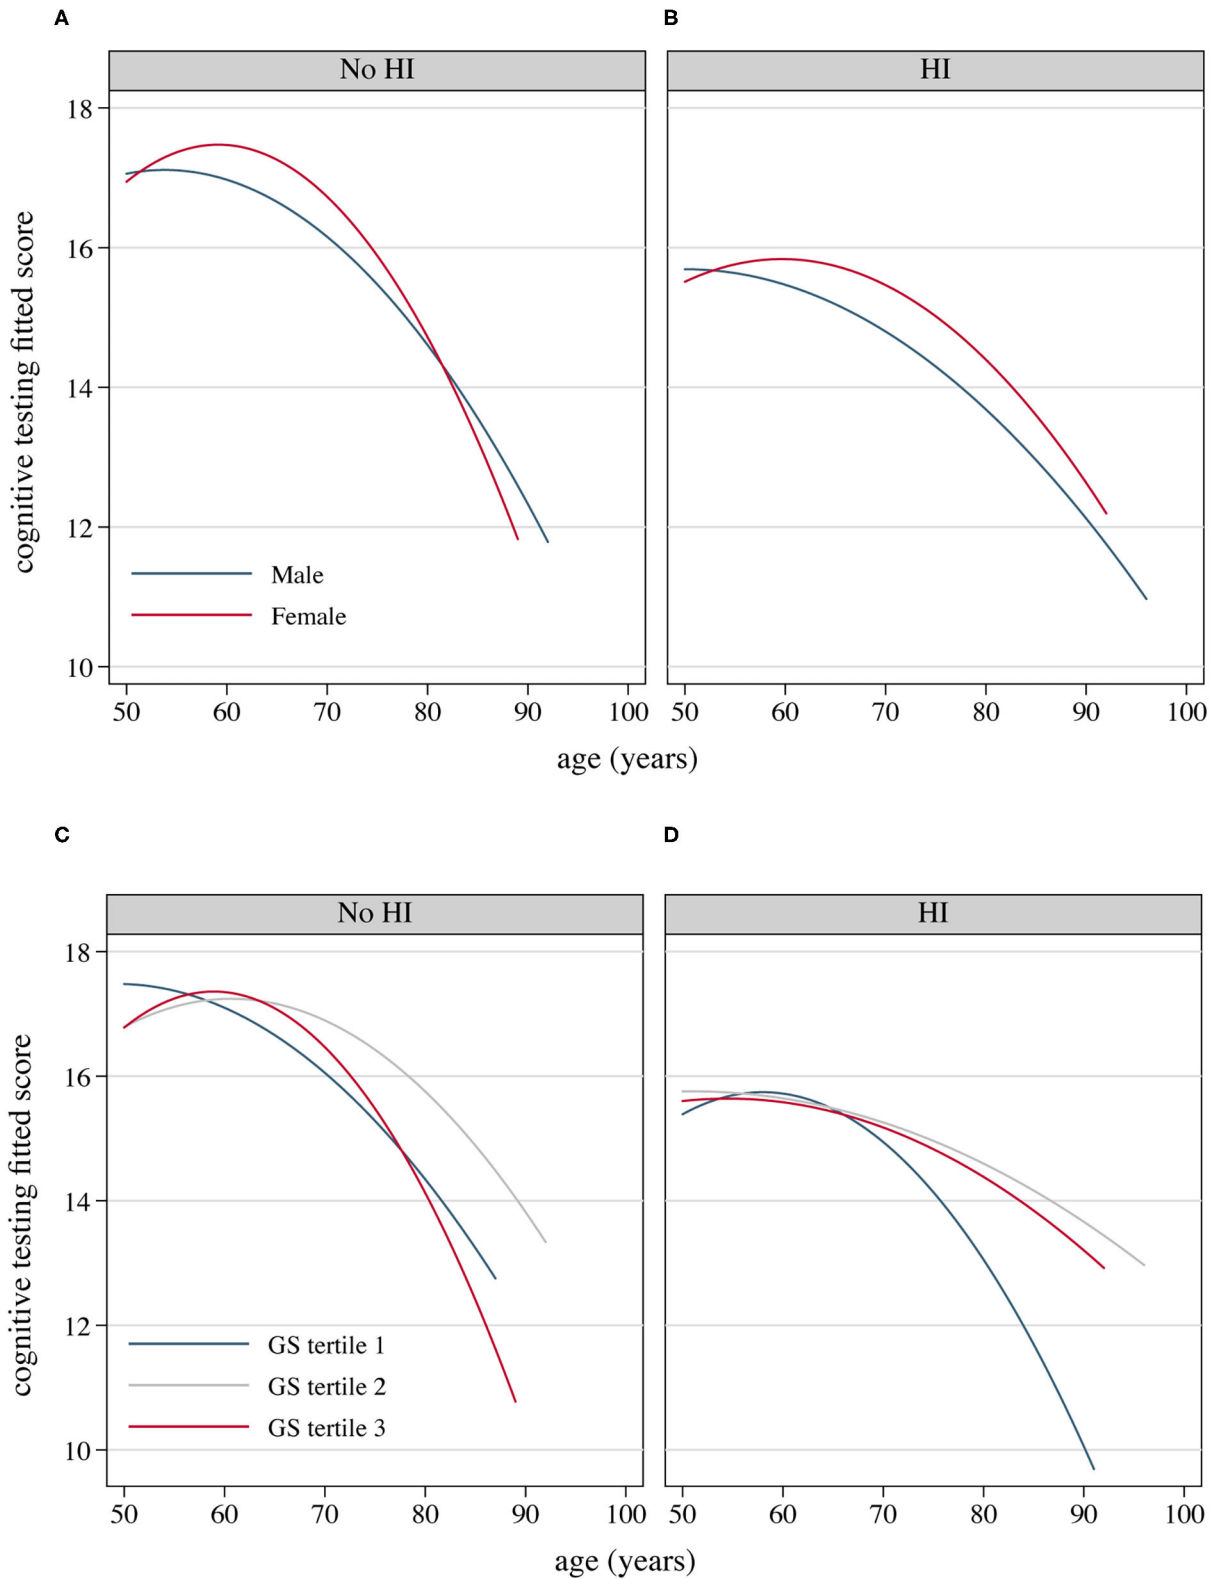 A
B
No HI
HI
cognitive testing fitted score
18
16
14
12
10
Male
Female
50 60 70 80 90 100
50 60 70 80 90 100
age (years)
C
D
No HI
HI
cognitive testing fitted score
18
16
14
12
10
GS tertile 1
GS tertile 2
GS tertile 3
50 60 70 80 90 100
50 60 70 80 90 100
age (years)